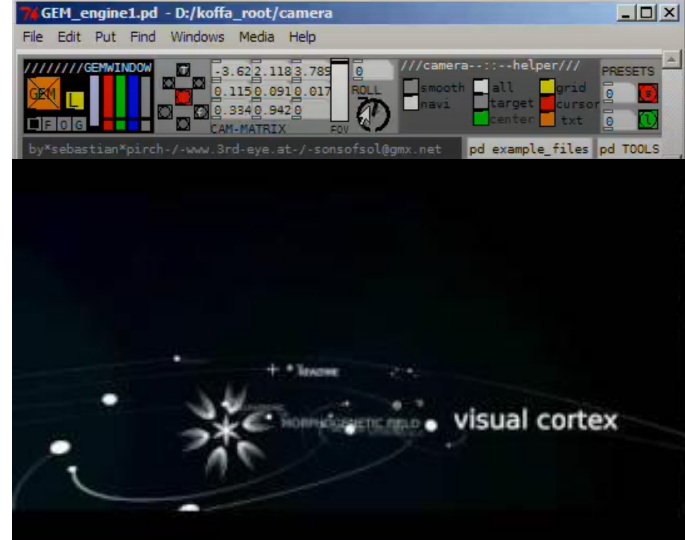 GEM_engine1.pd - D:/koffa_root/camera
File Edit Put Find Windows Media Help
////////GEMWINDOW
-3.62 2.118 3.789
0
///camera--::--helper///
PRESETS
GEM
L
0.115 0.091 0.017
ROLL
smooth
all
grid
s
navi
target
cursor
F O G
0.334 0.942 0
center
txt
0
l
CAM-MATRIX
FOV
by*sebastian*pirch-/-www.3rd-eye.at-/-sonsofsol@gmx.net
pd example_files
pd TOOLS
MORPHOGENETIC FIELD
visual cortex